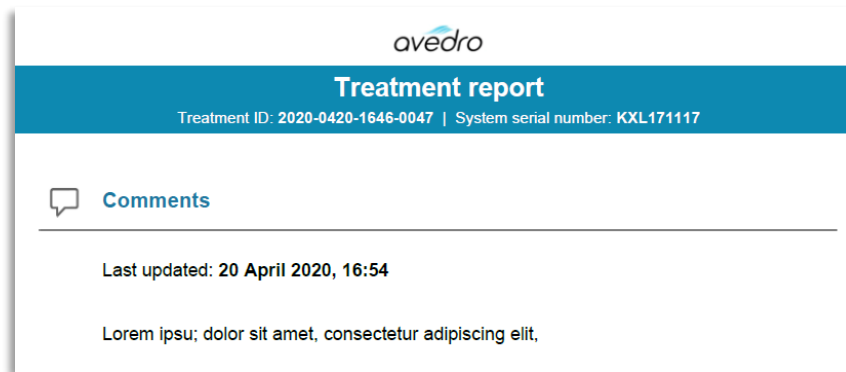 avedro
Treatment report
Treatment ID: 2020-0420-1646-0047 | System serial number: KXL171117
Comments
Last updated: 20 April 2020, 16:54
Lorem ipsu; dolor sit amet, consectetur adipiscing elit,